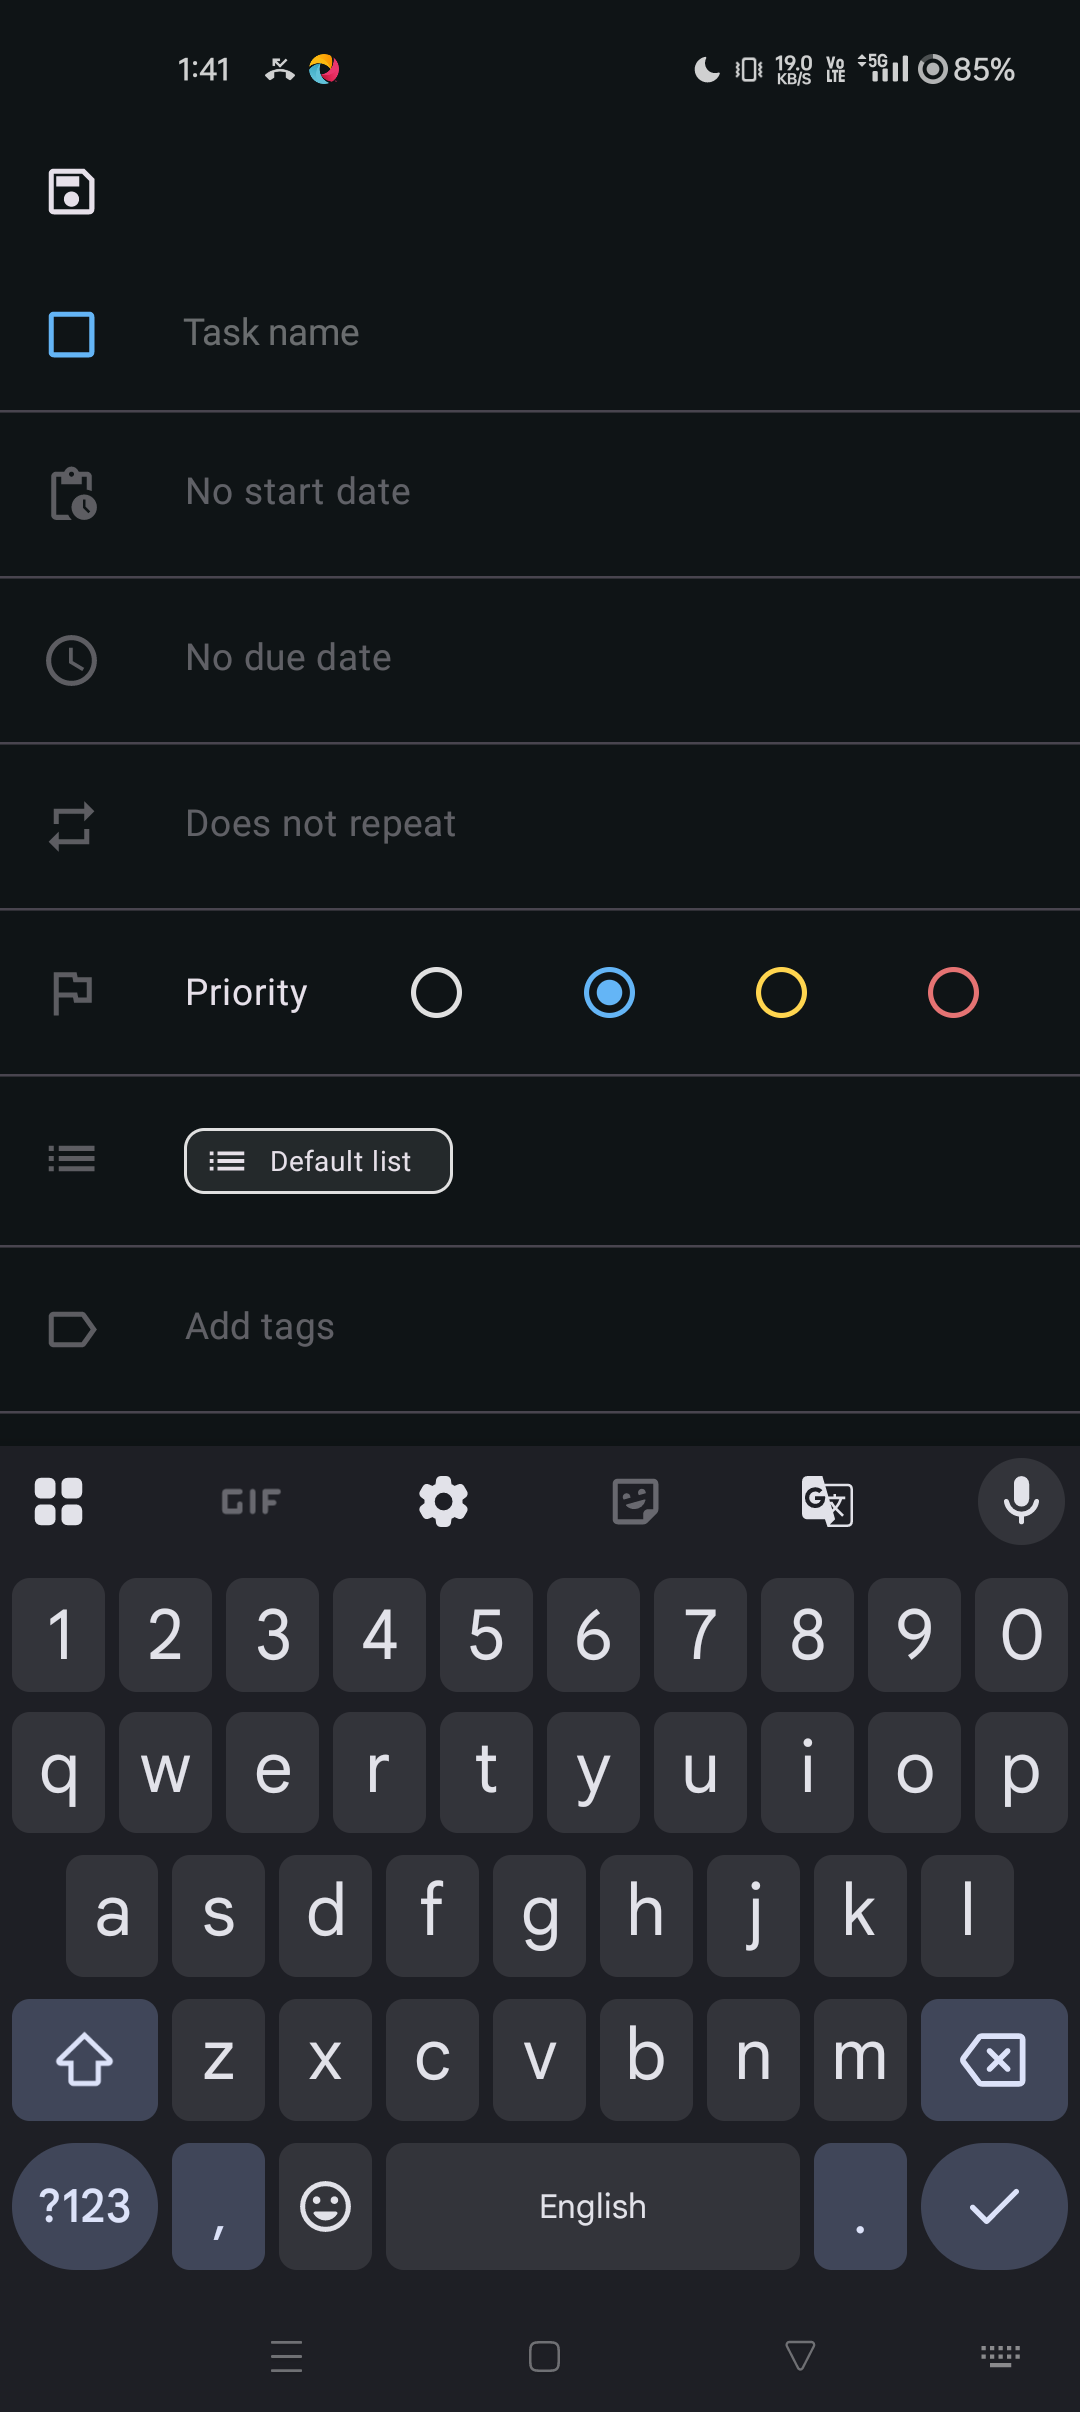 1:41 19.0 KB/S Vo LTE 5G 85%
Task name
No start date
No due date
Does not repeat
Priority
Default list
Add tags
GIF G 文
1 2 3 4 5 6 7 8 9 0
q w e r t y u i o p
a s d f g h j k l
z x c v b n m
?123 , English .